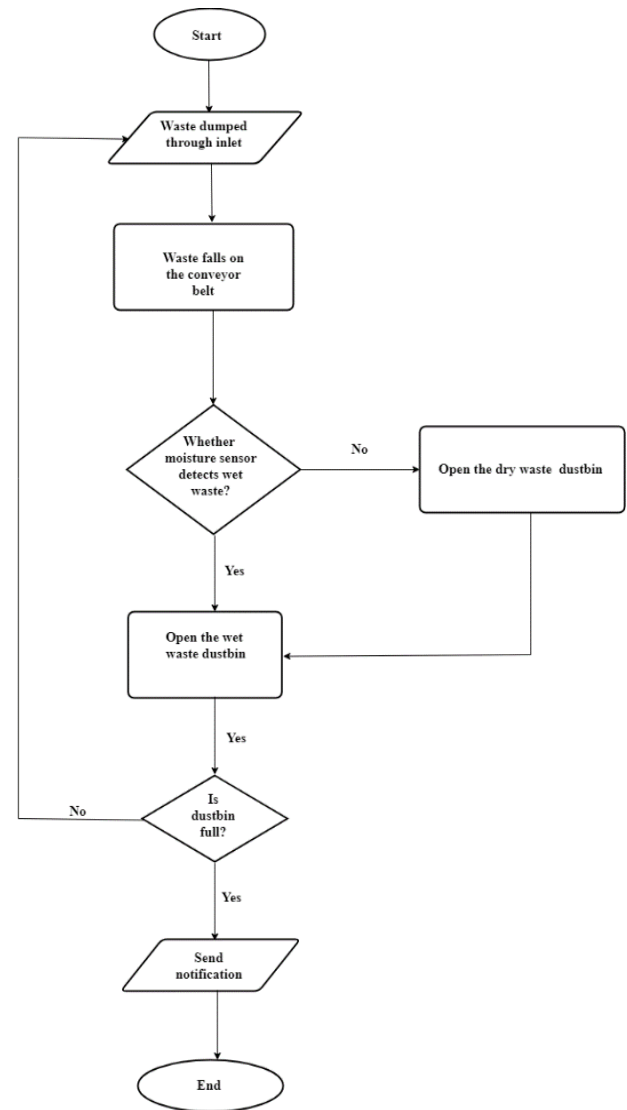 Start
Waste dumped
through inlet
Waste falls on
the conveyor
belt
Whether
moisture sensor
detects wet
waste?
No
Open the dry waste dustbin
Yes
Open the wet
waste dustbin
Yes
Is
dustbin
full?
No
Yes
Send
notification
End